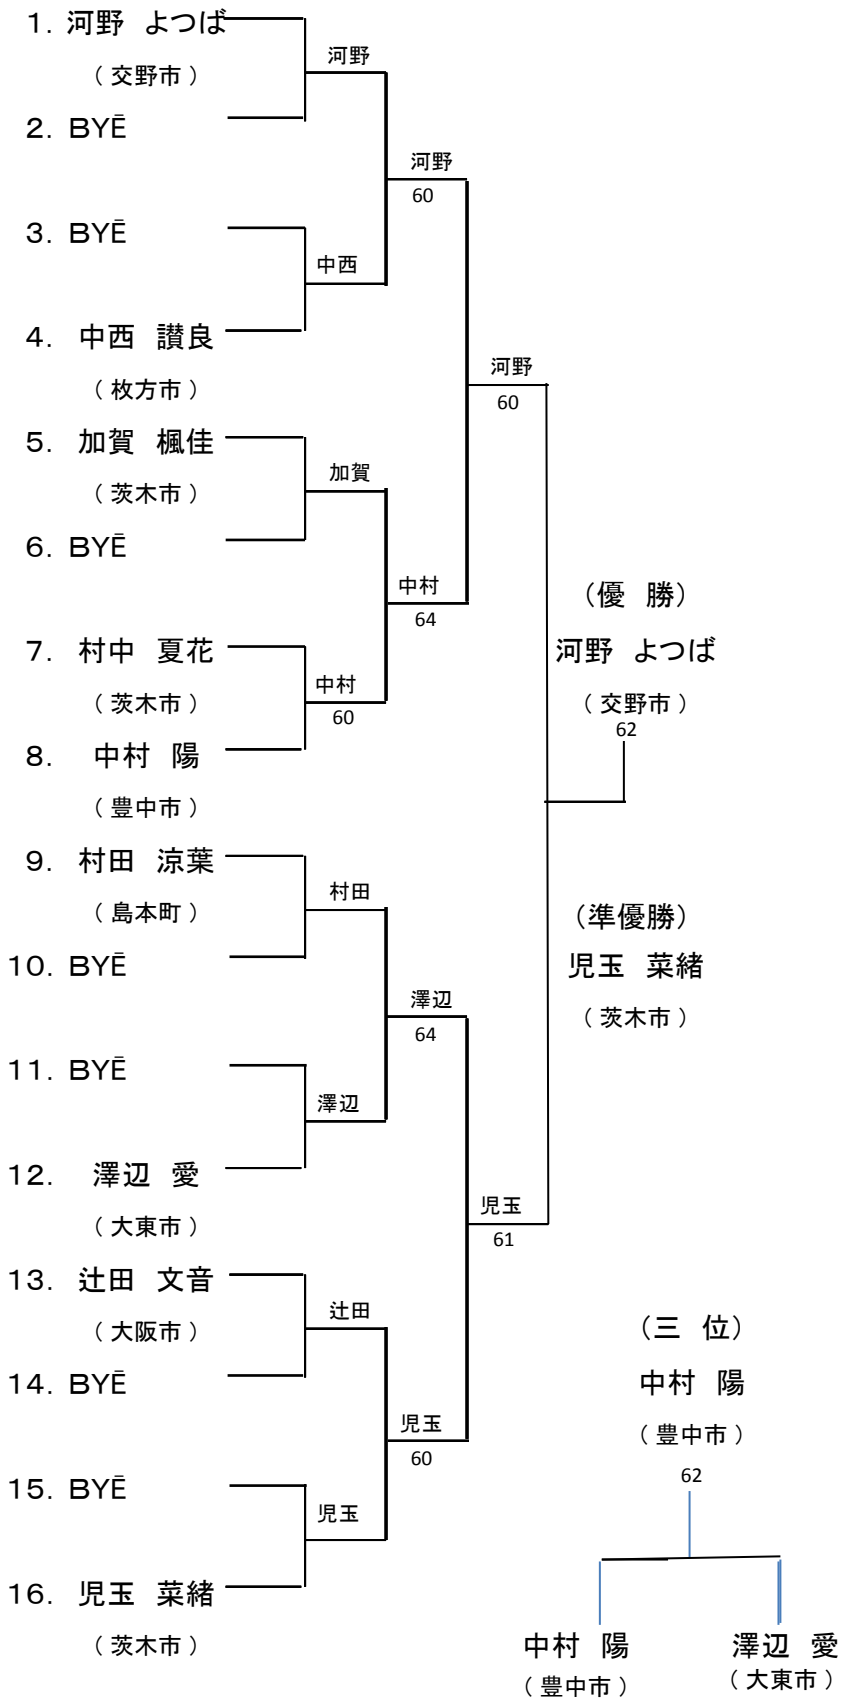 1. 河野 よつば
（ 交野市 ）
2. BYE
3. BYE
4. 中西 讃良
（ 枚方市 ）
5. 加賀 楓佳
（ 茨木市 ）
6. BYE
7. 村中 夏花
（ 茨木市 ）
8. 中村 陽
（ 豊中市 ）
9. 村田 涼葉
（ 島本町 ）
10. BYE
11. BYE
12. 澤辺 愛
（ 大東市 ）
13. 辻田 文音
（ 大阪市 ）
14. BYE
15. BYE
16. 児玉 菜緒
（ 茨木市 ）
河野
中西
加賀
中村
60
村田
澤辺
辻田
児玉
河野
60
中村
64
澤辺
64
児玉
60
河野
60
児玉
61
（優 勝）
河野 よつば
（ 交野市 ）
62
（準優勝）
児玉 菜緒
（ 茨木市 ）
（三 位）
中村 陽
（ 豊中市 ）
62
中村 陽
（ 豊中市 ）
澤辺 愛
（ 大東市 ）